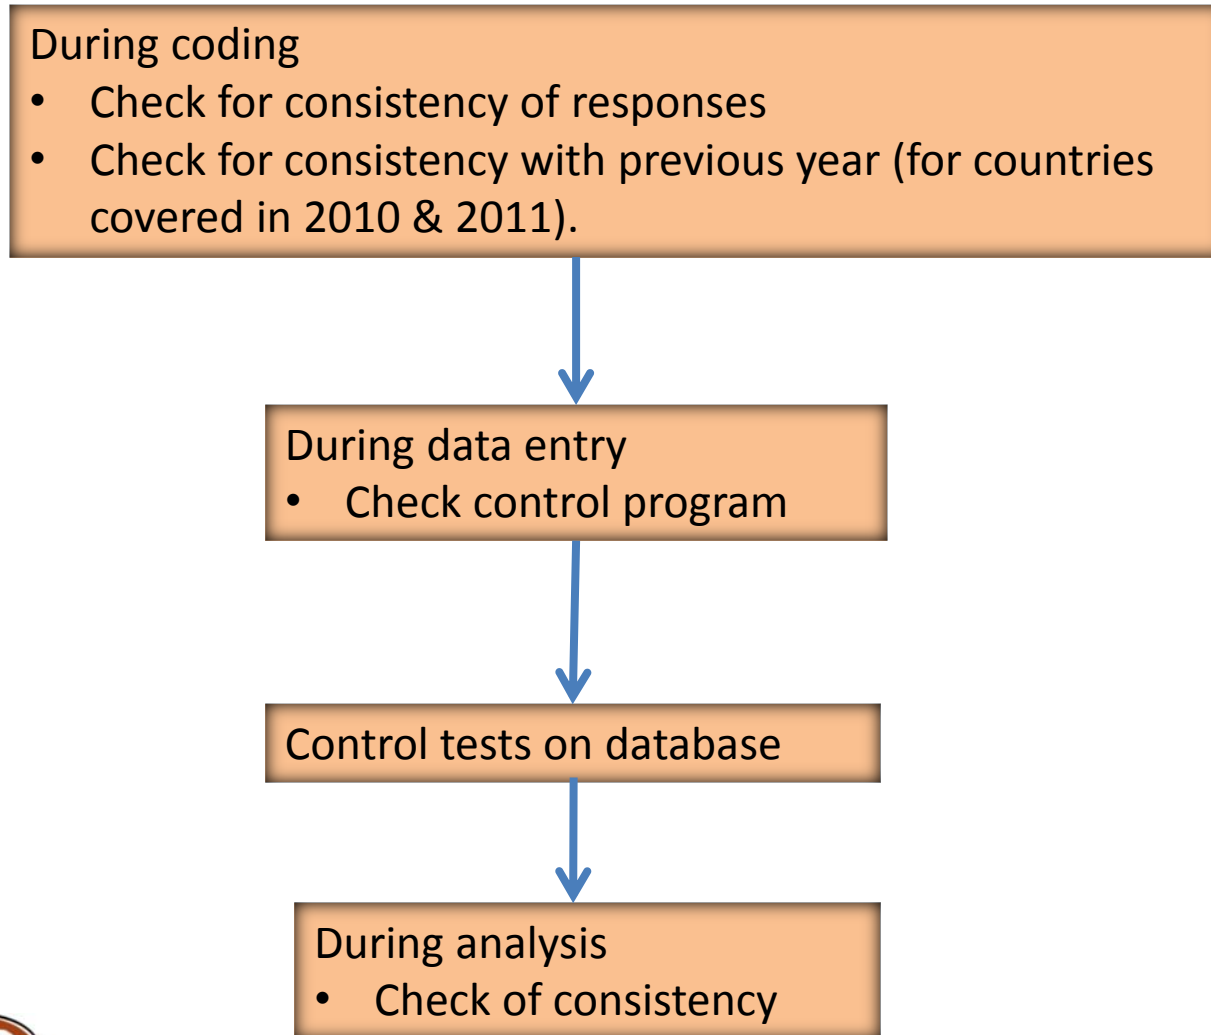 During coding
• Check for consistency of responses
• Check for consistency with previous year (for countries
covered in 2010 & 2011).
During data entry
• Check control program
Control tests on database
During analysis
• Check of consistency